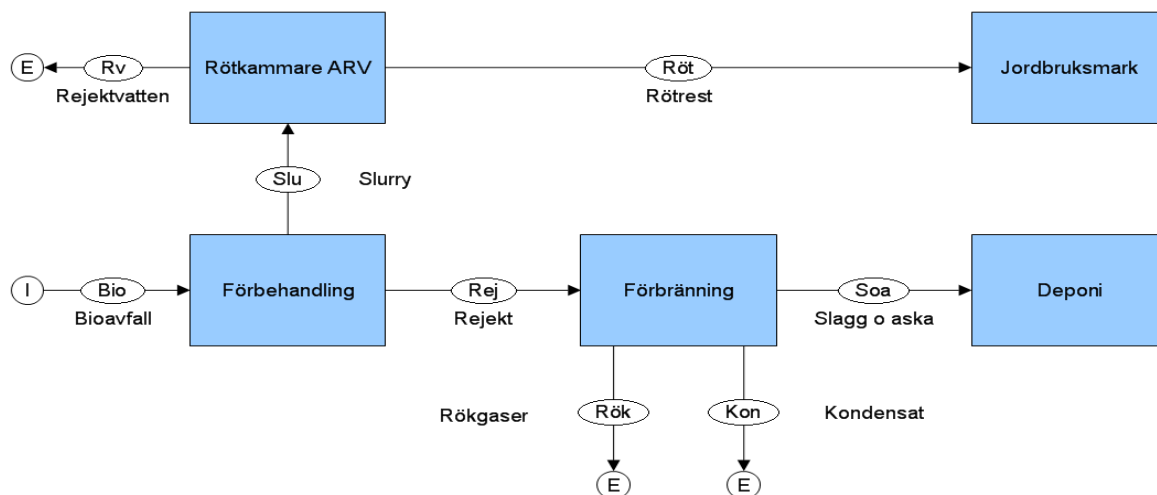 E
Rv
Rötkammare ARV
Röt
Jordbruksmark
Rejektvatten
Rötrest
Slu
Slurry
I
Bio
Förbehandling
Rej
Förbränning
Soa
Deponi
Bioavfall
Rejekt
Slagg o aska
Rökgaser
Rök
Kon
Kondensat
E
E